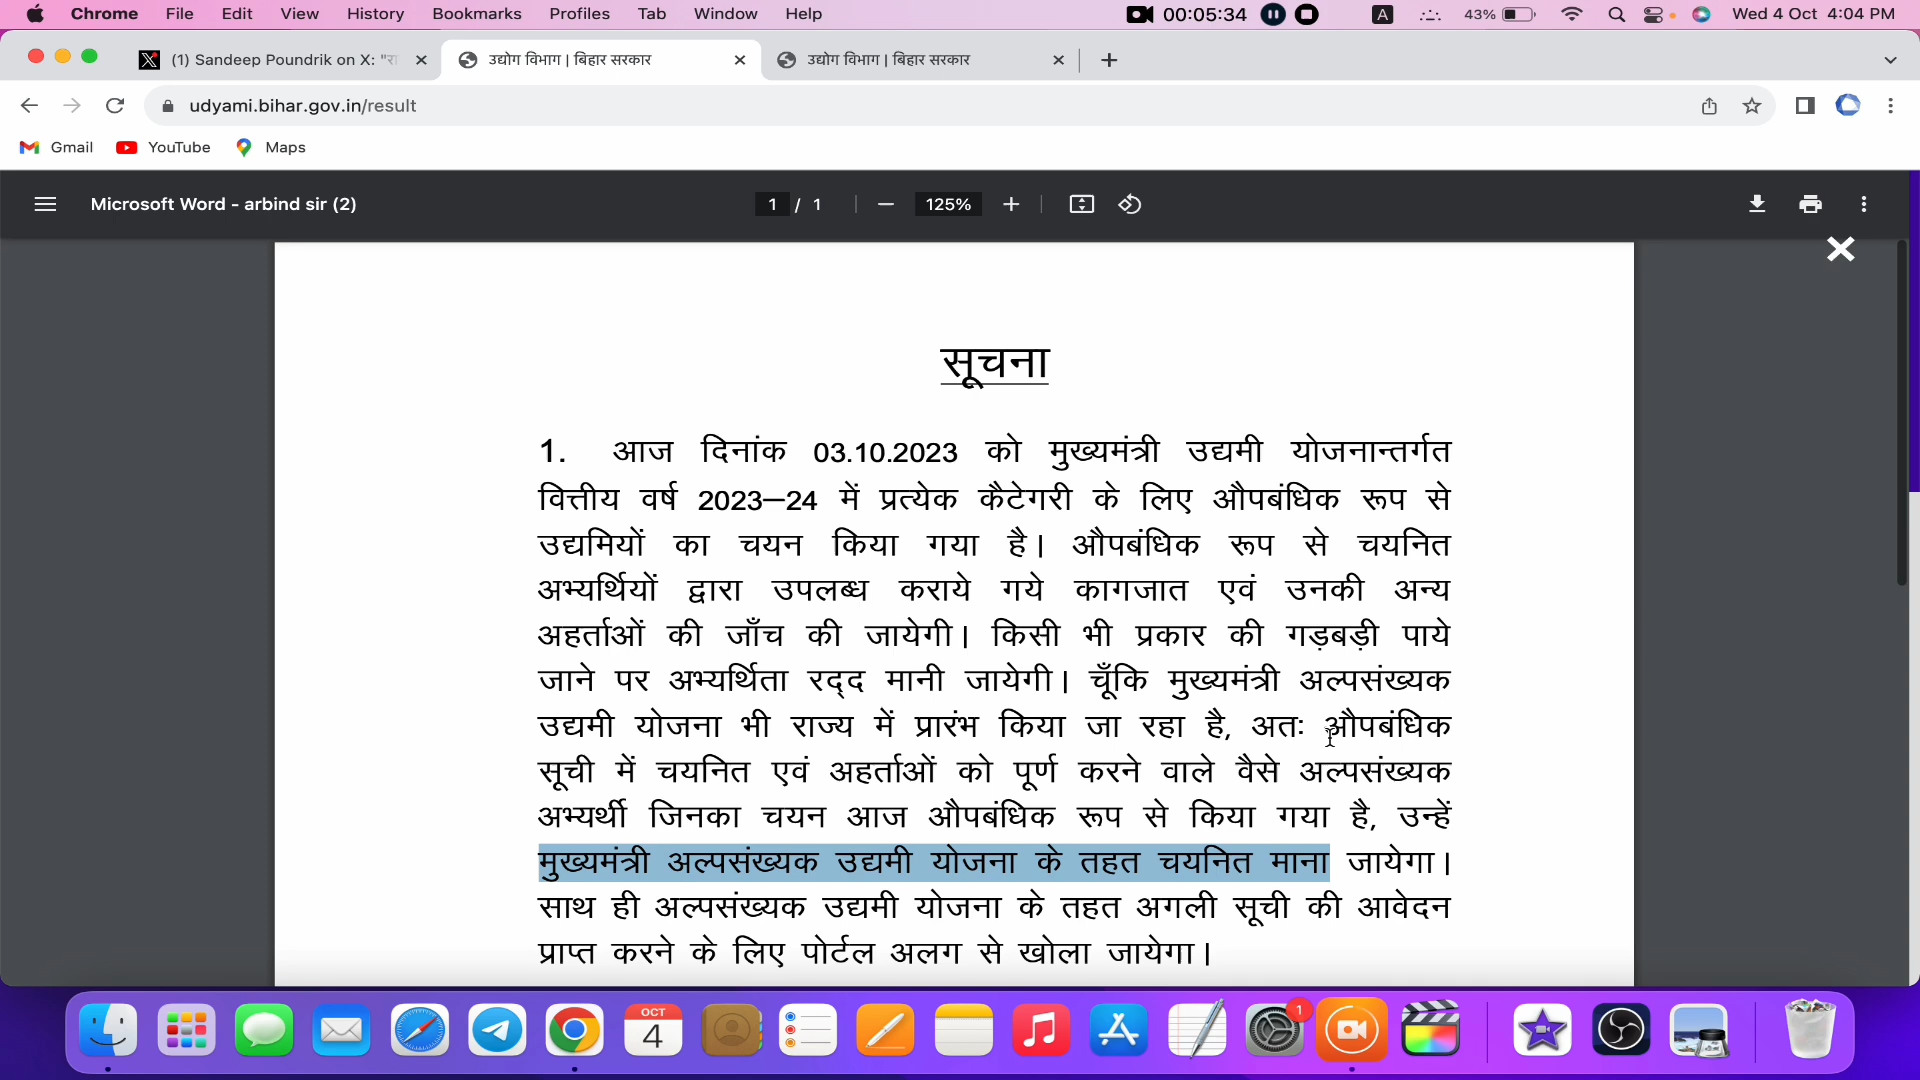 Chrome File Edit View History Bookmarks Profiles Tab Window Help 00:05:34 A 43% Wed 4 Oct 4:04 PM
(1) Sandeep Poundrik on X: "रा उद्योग विभाग | बिहार सरकार उद्योग विभाग | बिहार सरकार
udyami.bihar.gov.in/result
Gmail YouTube Maps
Microsoft Word - arbind sir (2) 1 / 1 125%
सूचना
1. आज दिनांक 03.10.2023 को मुख्यमंत्री उद्यमी योजनान्तर्गत
वित्तीय वर्ष 2023–24 में प्रत्येक कैटेगरी के लिए औपबंधिक रूप से
उद्यमियों का चयन किया गया है। औपबंधिक रूप से चयनित
अभ्यर्थियों द्वारा उपलब्ध कराये गये कागजात एवं उनकी अन्य
अहर्ताओं की जाँच की जायेगी। किसी भी प्रकार की गड़बड़ी पाये
जाने पर अभ्यर्थिता रद्द मानी जायेगी। चूँकि मुख्यमंत्री अल्पसंख्यक
उद्यमी योजना भी राज्य में प्रारंभ किया जा रहा है, अतः औपबंधिक
सूची में चयनित एवं अहर्ताओं को पूर्ण करने वाले वैसे अल्पसंख्यक
अभ्यर्थी जिनका चयन आज औपबंधिक रूप से किया गया है, उन्हें
मुख्यमंत्री अल्पसंख्यक उद्यमी योजना के तहत चयनित माना जायेगा।
साथ ही अल्पसंख्यक उद्यमी योजना के तहत अगली सूची की आवेदन
प्राप्त करने के लिए पोर्टल अलग से खोला जायेगा।
OCT
4
1